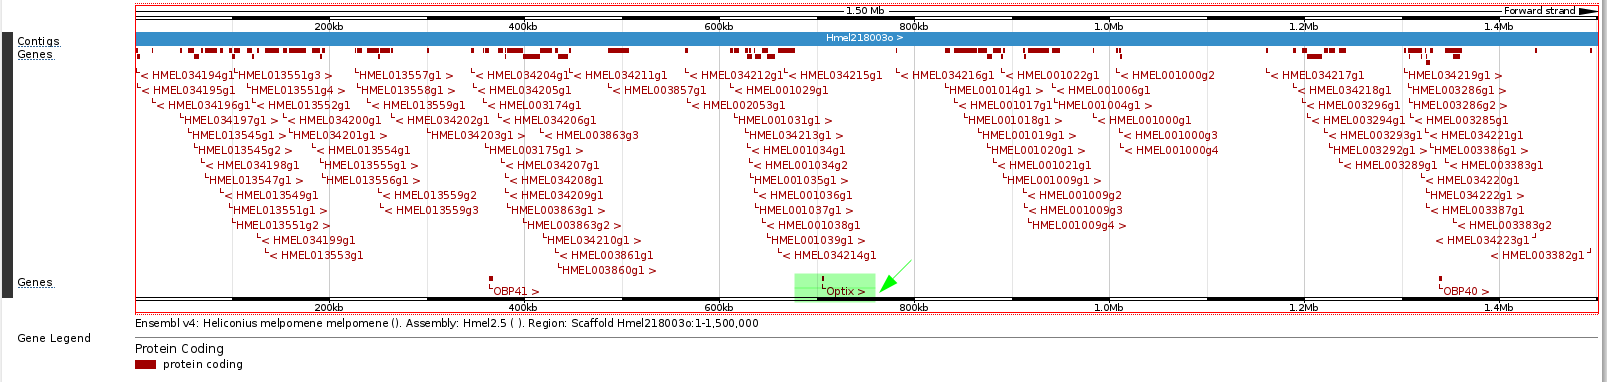 1.50 Mb Forward strand
200kb 400kb 600kb 800kb 1.0Mb 1.2Mb 1.4Mb
Contigs Hmel218003o >
Genes
< HMEL034194g1 HMEL013551g3 > HMEL013557g1 > < HMEL034204g1 < HMEL034211g1 < HMEL034212g1 < HMEL034215g1 < HMEL034216g1 < HMEL001022g1 < HMEL001000g2 < HMEL034217g1 HMEL034219g1 >
< HMEL034195g1 HMEL013551g4 > HMEL013558g1 > < HMEL034205g1 < HMEL003857g1 < HMEL001029g1 HMEL001014g1 > < HMEL001006g1 < HMEL034218g1 HMEL003286g1 >
< HMEL034196g1 < HMEL013552g1 < HMEL013559g1 < HMEL003174g1 < HMEL002053g1 < HMEL001017g1 HMEL001004g1 > < HMEL003296g1 HMEL003286g2 >
HMEL034197g1 > < HMEL034200g1 < HMEL034202g1 < HMEL034206g1 HMEL001031g1 > HMEL001018g1 > < HMEL001000g1 < HMEL003294g1 < HMEL003285g1
HMEL013545g1 > HMEL034201g1 > HMEL034203g1 > < HMEL003863g3 HMEL034213g1 > HMEL001019g1 > < HMEL001000g3 < HMEL003293g1 < HMEL034221g1
HMEL013545g2 > < HMEL013554g1 HMEL003175g1 > < HMEL001034g1 HMEL001020g1 > < HMEL001000g4 HMEL003292g1 > HMEL003386g1 >
< HMEL034198g1 HMEL013555g1 > < HMEL034207g1 < HMEL001034g2 < HMEL001021g1 < HMEL003289g1 < HMEL003383g1
HMEL013547g1 > HMEL013556g1 > < HMEL034208g1 HMEL001035g1 > HMEL001009g1 > < HMEL034220g1
< HMEL013549g1 < HMEL013559g2 < HMEL034209g1 < HMEL001036g1 < HMEL001009g2 HMEL034222g1 >
HMEL013551g1 > < HMEL013559g3 HMEL003863g1 > HMEL001037g1 > < HMEL001009g3 < HMEL003387g1
HMEL013551g2 > HMEL003863g2 > < HMEL001038g1 HMEL001009g4 > < HMEL003383g2
< HMEL034199g1 HMEL034210g1 > HMEL001039g1 > < HMEL034223g1
< HMEL013553g1 < HMEL003861g1 < HMEL034214g1 < HMEL003382g1
HMEL003860g1 >
Genes
OBP41 > Optix > OBP40 >
200kb 400kb 600kb 800kb 1.0Mb 1.2Mb 1.4Mb
Ensembl v4: Heliconius melpomene melpomene (). Assembly: Hmel2.5 ( ). Region: Scaffold Hmel218003o:1-1,500,000
Gene Legend
Protein Coding
protein coding